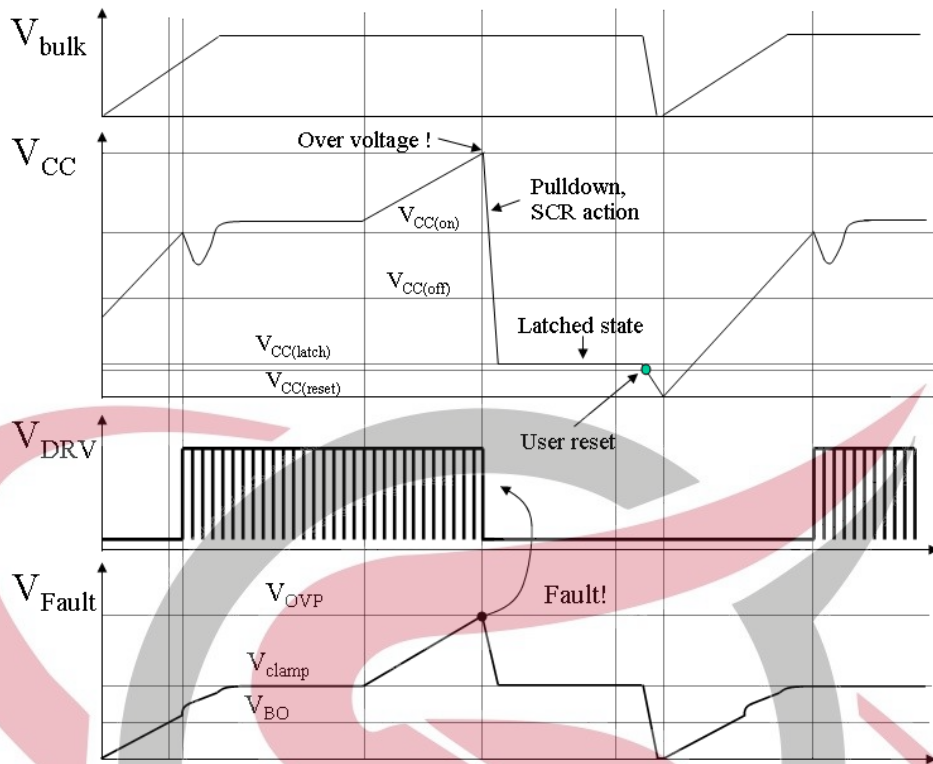 Vbulk
VCC
Over voltage !
Pulldown,
SCR action
VCC(on)
VCC(off)
Latched state
VCC(latch)
VCC(reset)
User reset
VDRV
VFault
VOVP
Fault!
Vclamp
VBO